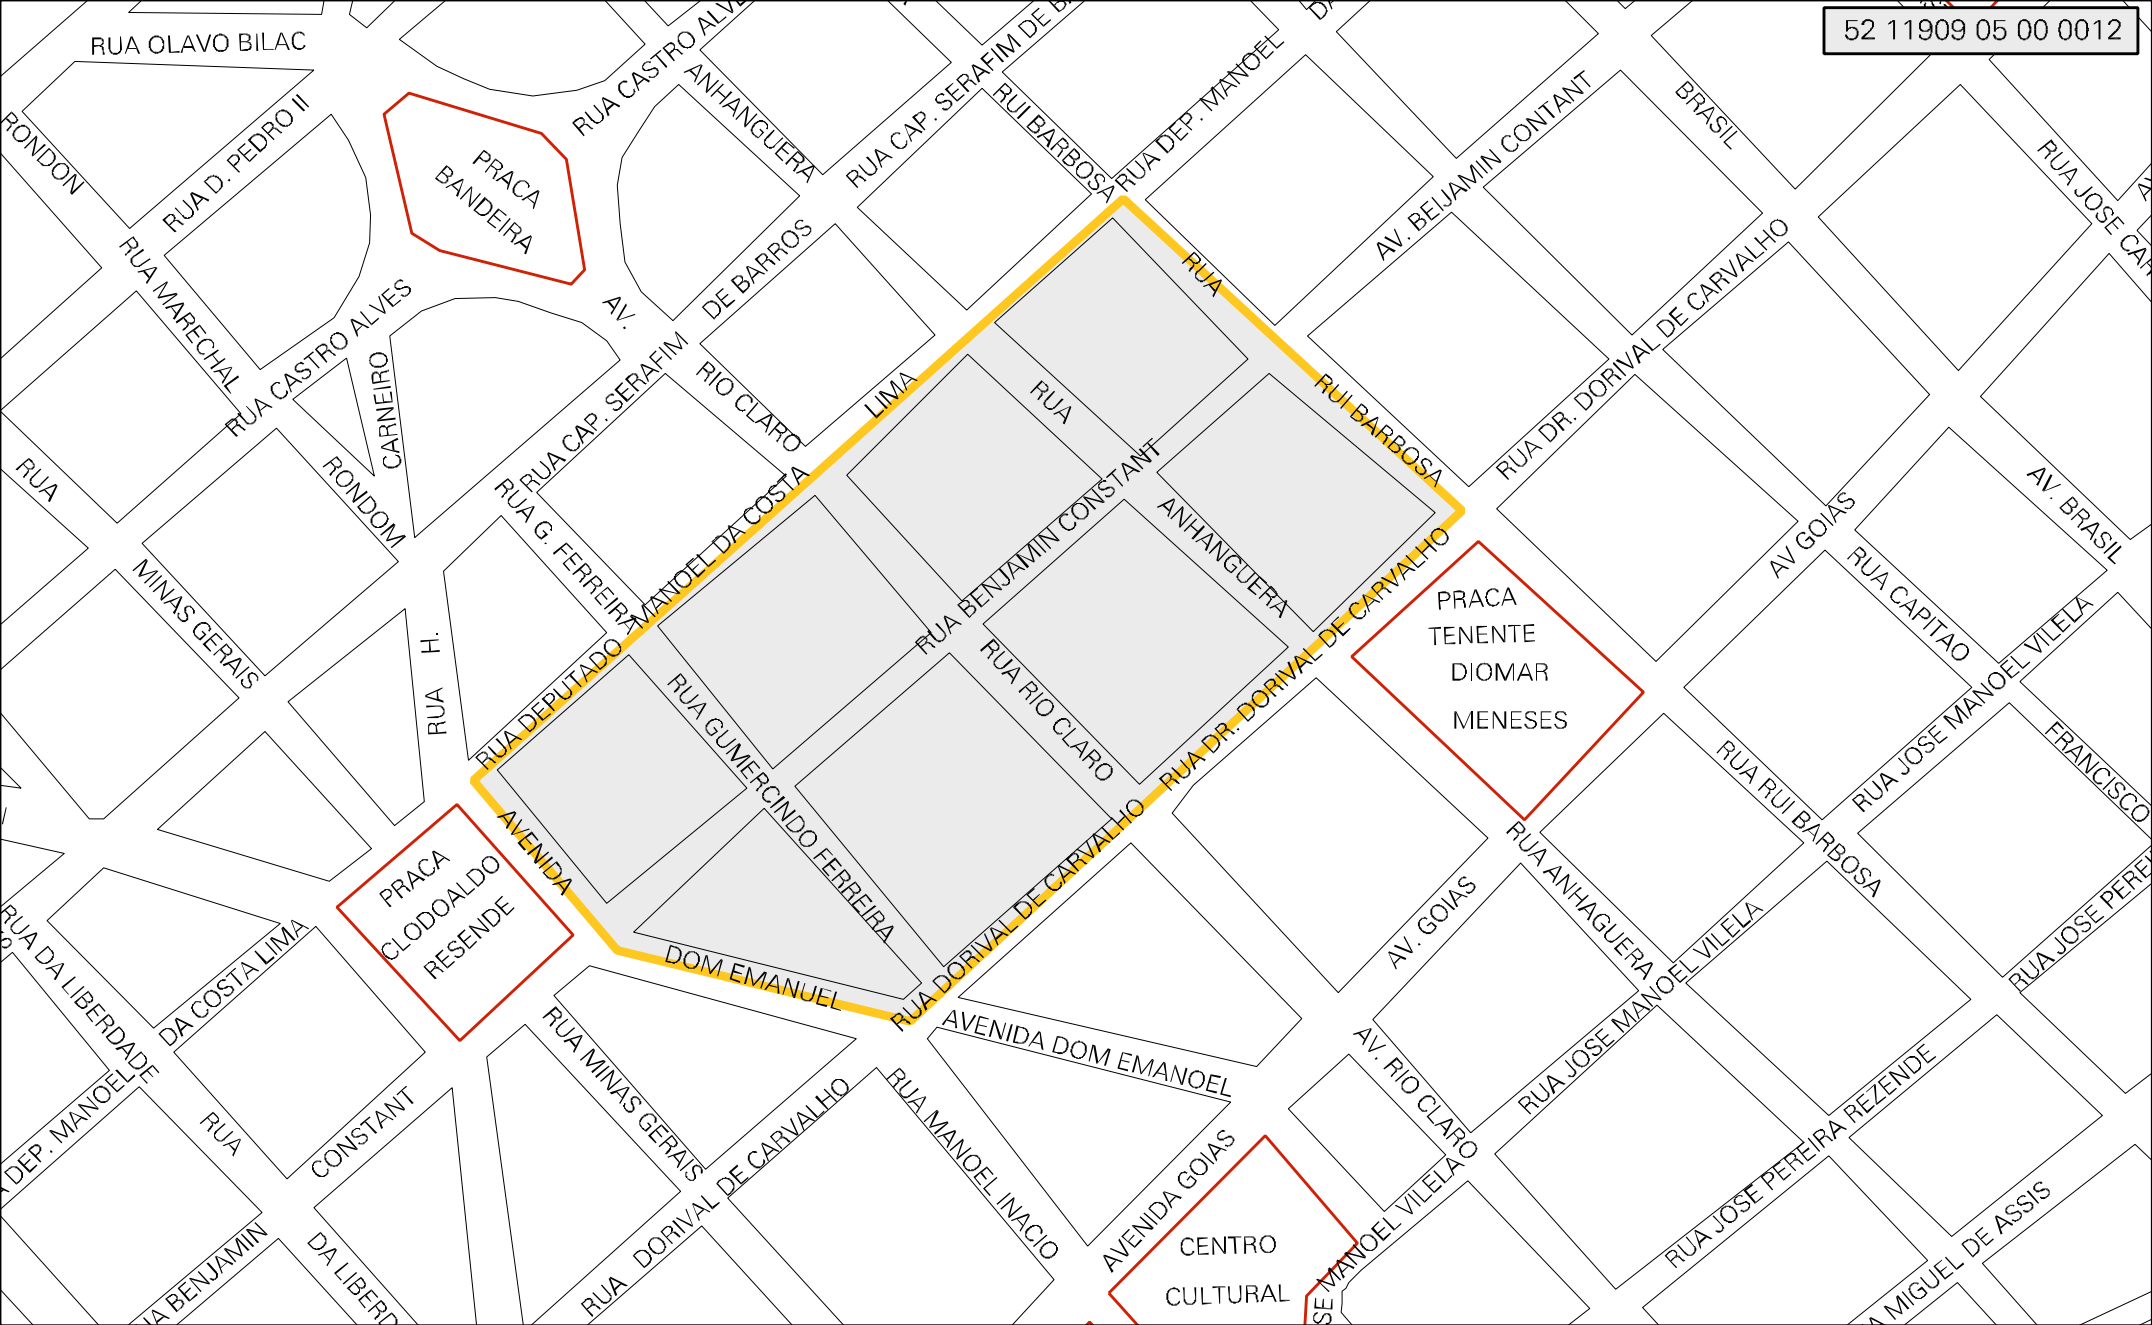 52 11909 05 00 0012
RUA OLAVO BILAC
RUA CASTRO ALVE
RUA CAP. SERAFIM DE B
RUA DEP. MANOEL
ANHANGUERA
RUI BARBOSA
AV. BEIJAMIN CONTANT
BRASIL
RUA JOSE CAR
RONDON
RUA D. PEDRO II
PRACA
BANDEIRA
RUA MARECHAL
RUA CASTRO ALVES
CARNEIRO
AV.
DE BARROS
RUA CAP. SERAFIM
RIO CLARO
LIMA
RUA
RUI BARBOSA
RUA DR. DORIVAL DE CARVALHO
RUA
RUA
RONDOM
RUA G. FERREIRA
MANOEL DA COSTA
RUA DEPUTADO
RUA BENJAMIN CONSTANT
ANHANGUERA
AV GOIAS
AV. BRASIL
MINAS GERAIS
RUA H.
RUA GUMERCINDO FERREIRA
RUA RIO CLARO
RUA DR. DORIVAL DE CARVALHO
PRACA
TENENTE
DIOMAR
MENESES
RUA CAPITAO
FRANCISCO
RUA JOSE MANOEL VILELA
RUA RUI BARBOSA
RUA JOSE PEREI
AVENIDA
DOM EMANUEL
PRACA
CLODOALDO
RESENDE
RUA DORIVAL DE CARVALHO
RUA ANHAGUERA
AV. GOIAS
RUA JOSE MANOEL VILELA
RUA DA LIBERDADE
DA COSTA LIMA
DEP. MANOEL
RUA
CONSTANT
RUA MINAS GERAIS
AVENIDA DOM EMANOEL
AV. RIO CLARO
RUA JOSE PEREIRA REZENDE
RUA MANOEL INACIO
RUA DORIVAL DE CARVALHO
AVENIDA GOIAS
CENTRO
CULTURAL
SE MANOEL VILELA
A MIGUEL DE ASSIS
UA BENJAMIN
DA LIBERD